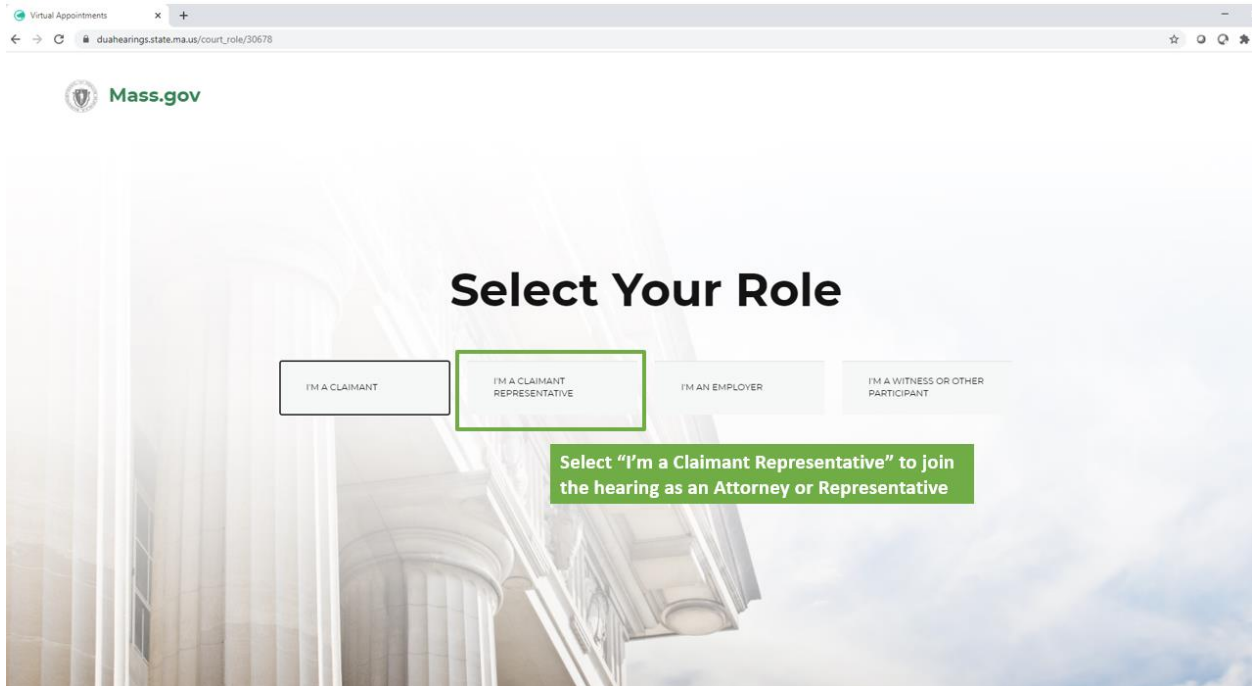 Virtual Appointments
duahearings.state.ma.us/court_role/30678
Mass.gov
Select Your Role
I'M A CLAIMANT
I'M A CLAIMANT
REPRESENTATIVE
I'M AN EMPLOYER
I'M A WITNESS OR OTHER
PARTICIPANT
Select “I’m a Claimant Representative” to join
the hearing as an Attorney or Representative